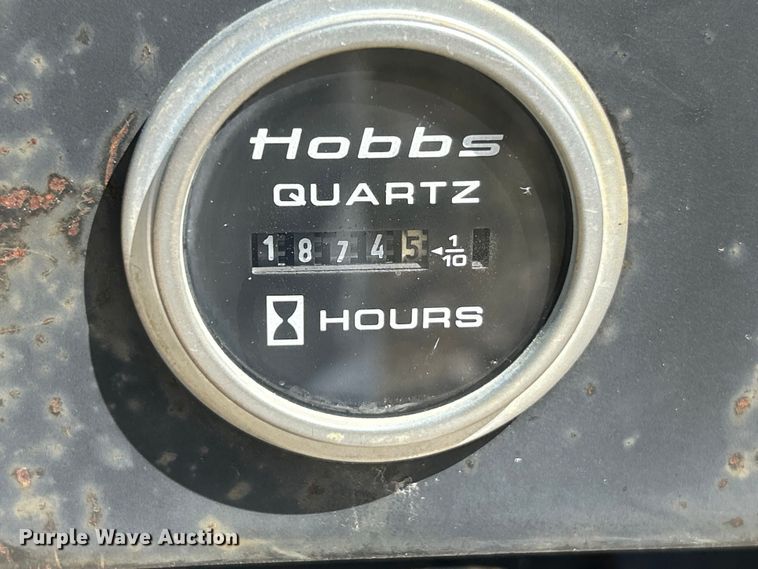 Hobbs
QUARTZ
18745 ◄1/10
HOURS
Purple Wave Auction